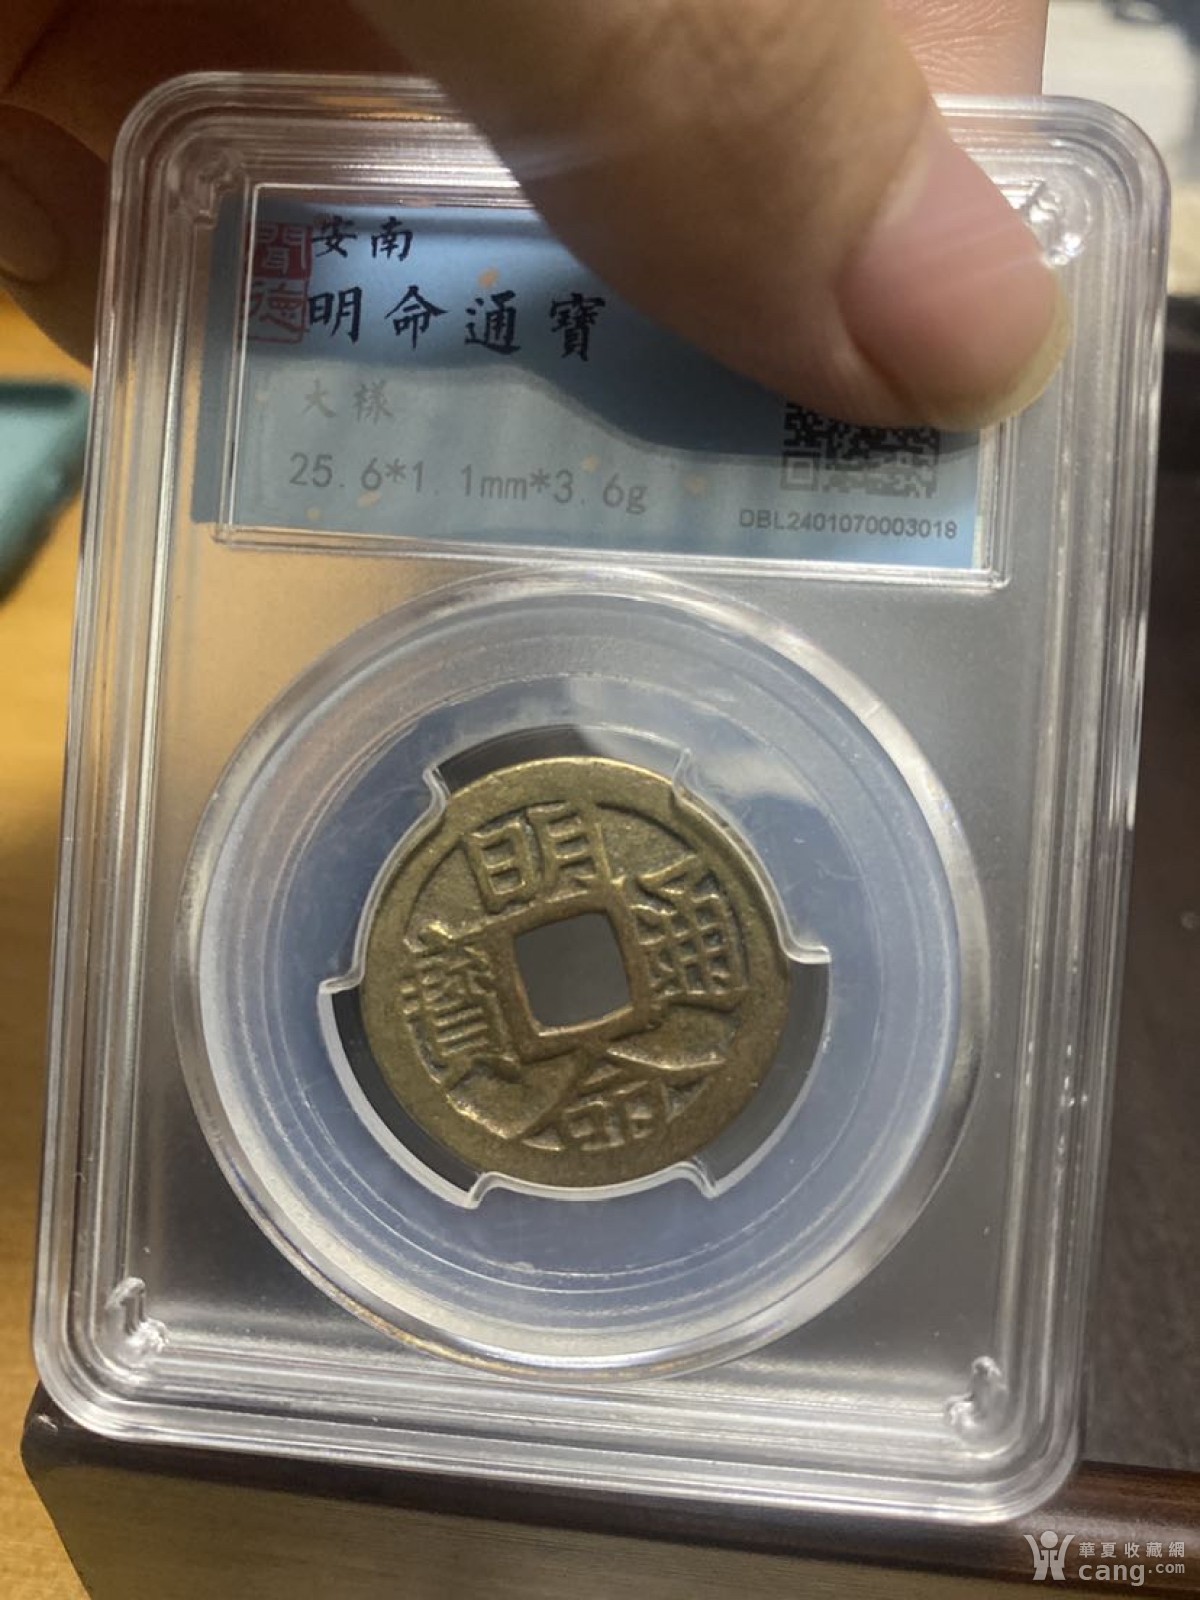 安南
明命通寶
大樣
25.6*1.1mm*3.6g
DBL2401070003018
明命通寶
華夏收藏網
cang.com